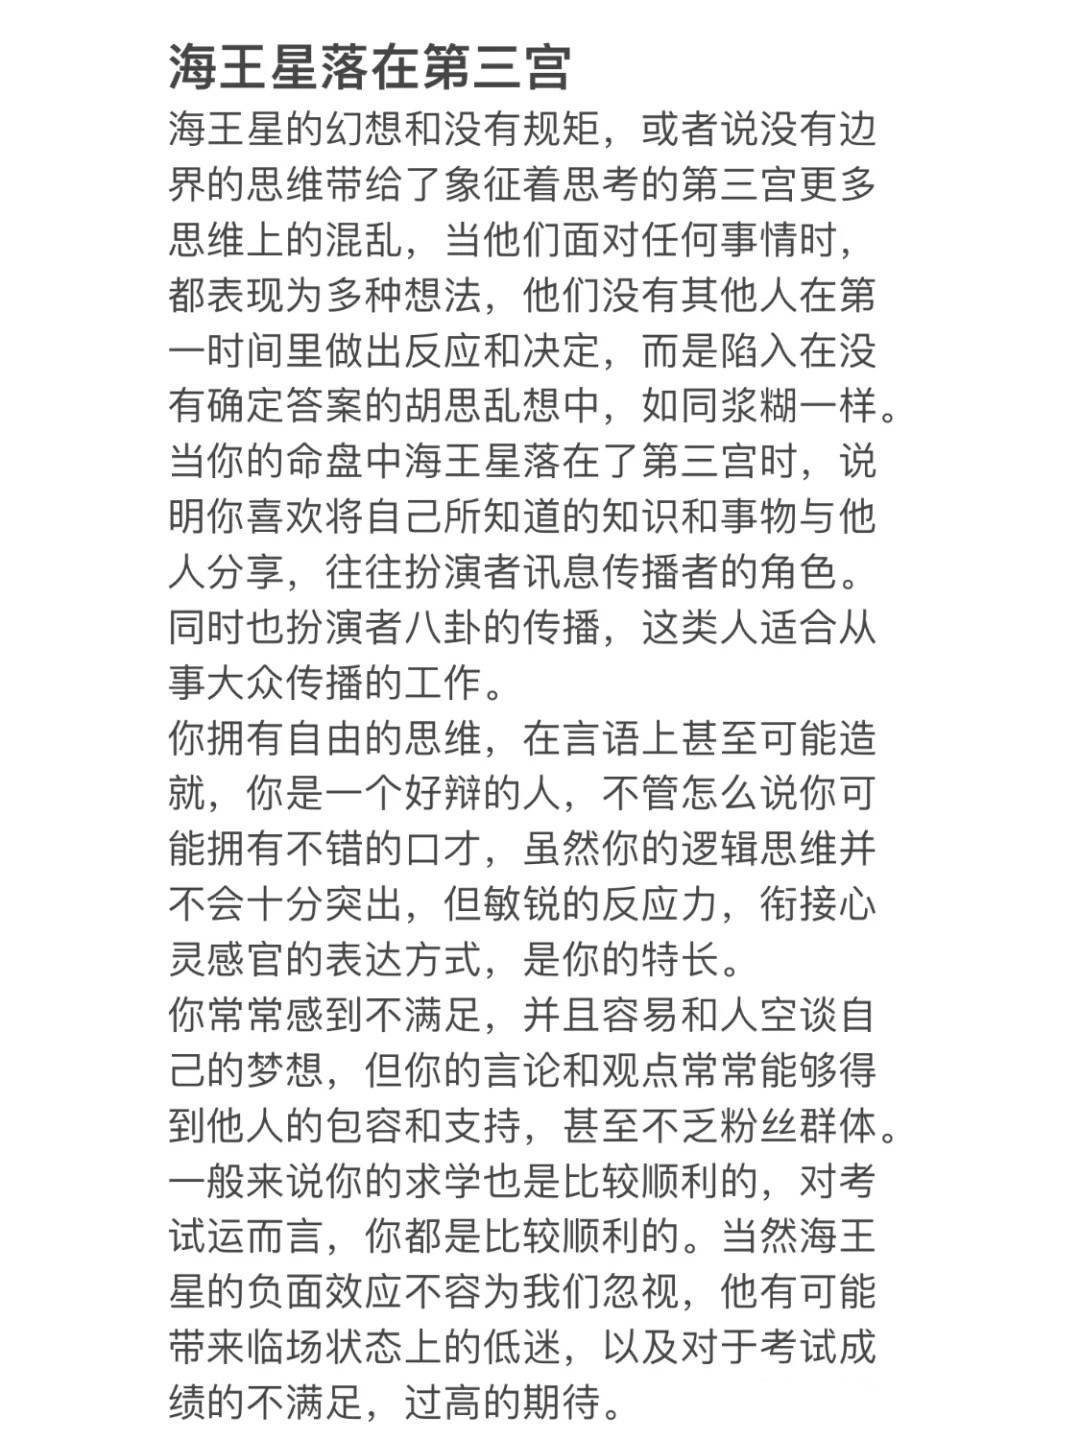 海王星落在第三宫
海王星的幻想和没有规矩，或者说没有边
界的思维带给了象征着思考的第三宫更多
思维上的混乱，当他们面对任何事情时，
都表现为多种想法，他们没有其他人在第
一时间里做出反应和决定，而是陷入在没
有确定答案的胡思乱想中，如同浆糊一样。
当你的命盘中海王星落在了第三宫时，说
明你喜欢将自己所知道的知识和事物与他
人分享，往往扮演者讯息传播者的角色。
同时也扮演者八卦的传播，这类人适合从
事大众传播的工作。
你拥有自由的思维，在言语上甚至可能造
就，你是一个好辩的人，不管怎么说你可
能拥有不错的口才，虽然你的逻辑思维并
不会十分突出，但敏锐的反应力，衔接心
灵感官的表达方式，是你的特长。
你常常感到不满足，并且容易和人空谈自
己的梦想，但你的言论和观点常常能够得
到他人的包容和支持，甚至不乏粉丝群体。
一般来说你的求学也是比较顺利的，对考
试运而言，你都是比较顺利的。当然海王
星的负面效应不容为我们忽视，他有可能
带来临场状态上的低迷，以及对于考试成
绩的不满足，过高的期待。